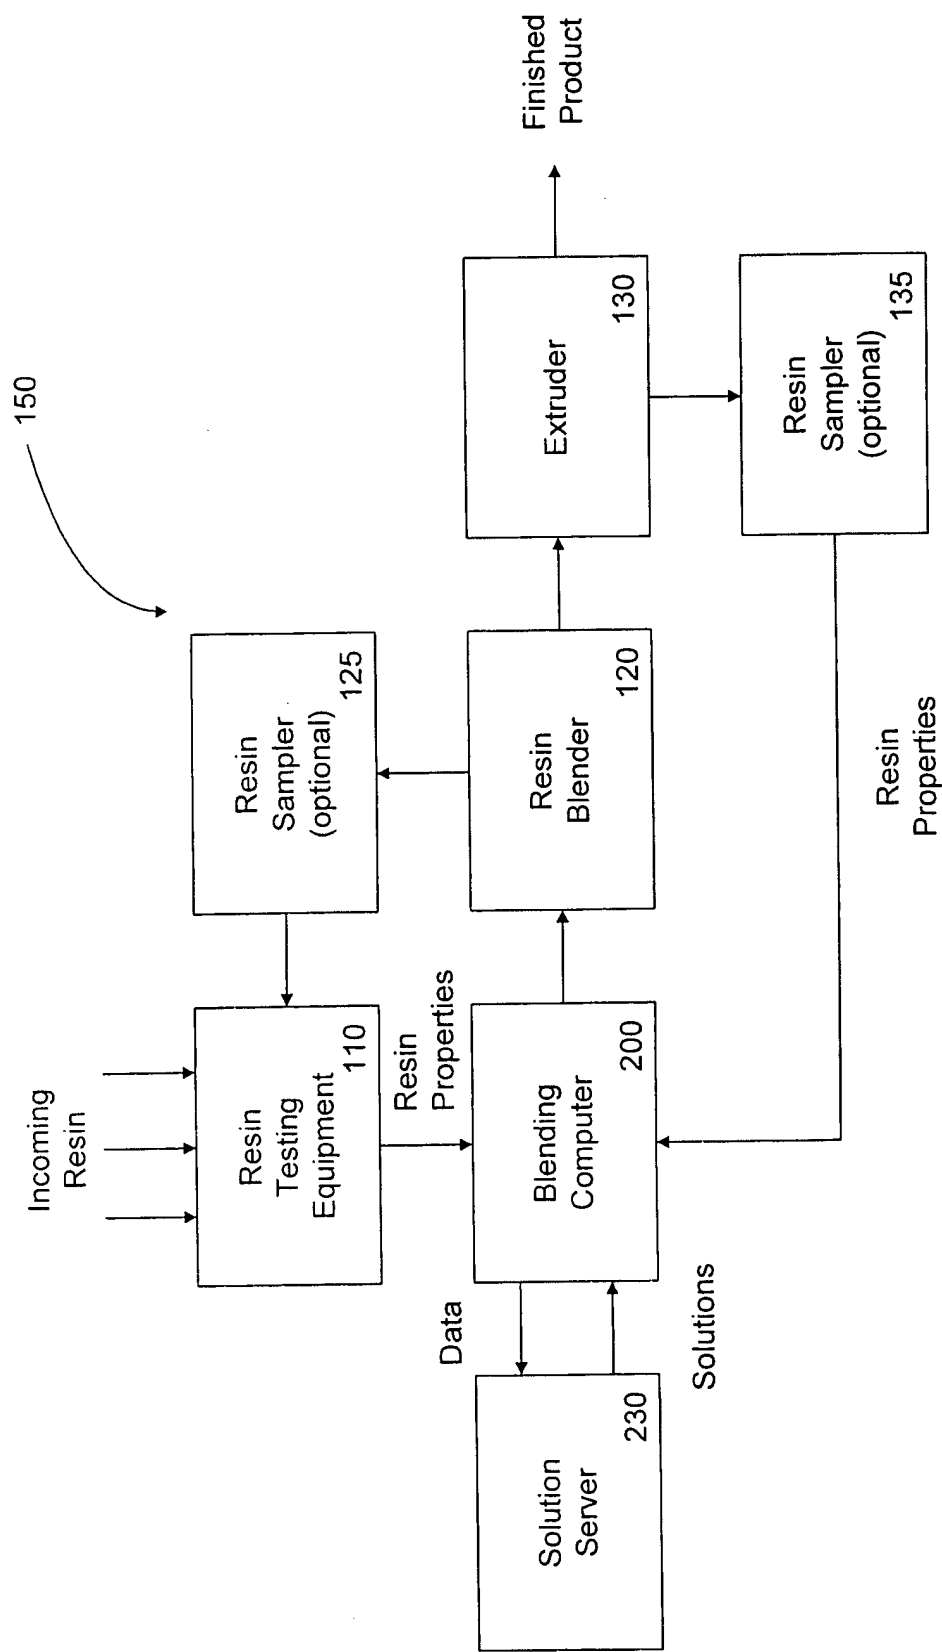 150
Incoming
Resin
Resin
Testing
Equipment
110
Resin
Sampler
(optional)
125
Resin
Properties
Data
Solution
Server
230
Solutions
Blending
Computer
200
Resin
Blender
120
Extruder
130
Finished
Product
Resin
Sampler
(optional)
135
Resin
Properties